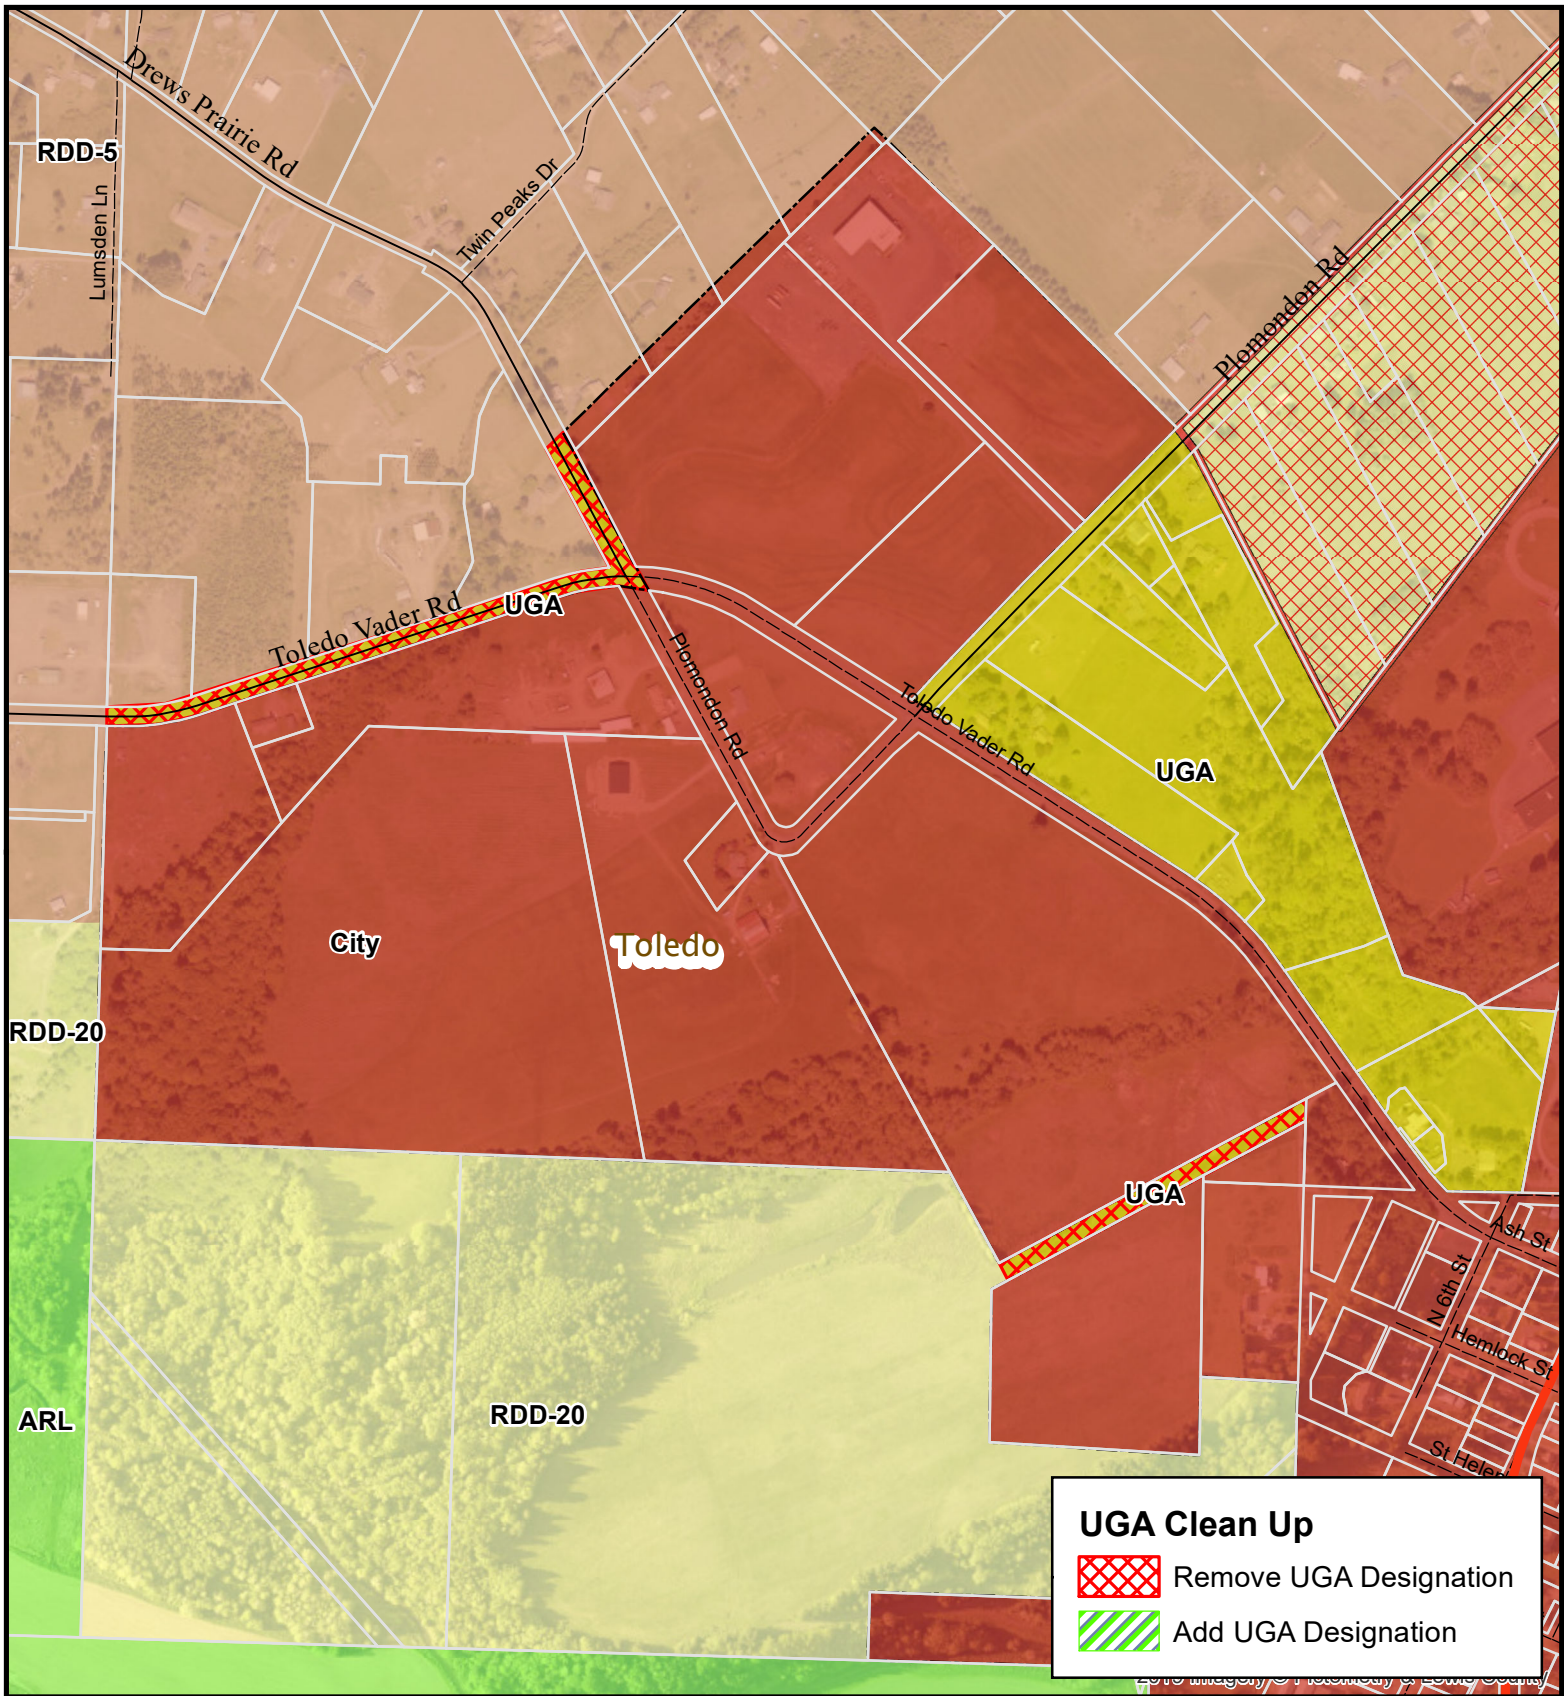 Drews Prairie Rd
RDD-5
Twin Peaks Dr
Lumsden Ln
Plomondon Rd
UGA
Toledo Vader Rd
Plomondon Rd
Toledo Vader Rd
UGA
City
Toledo
RDD-20
UGA
Ash St
N 6th St
Hemlock St
ARL
RDD-20
St Helen
UGA Clean Up
Remove UGA Designation
Add UGA Designation